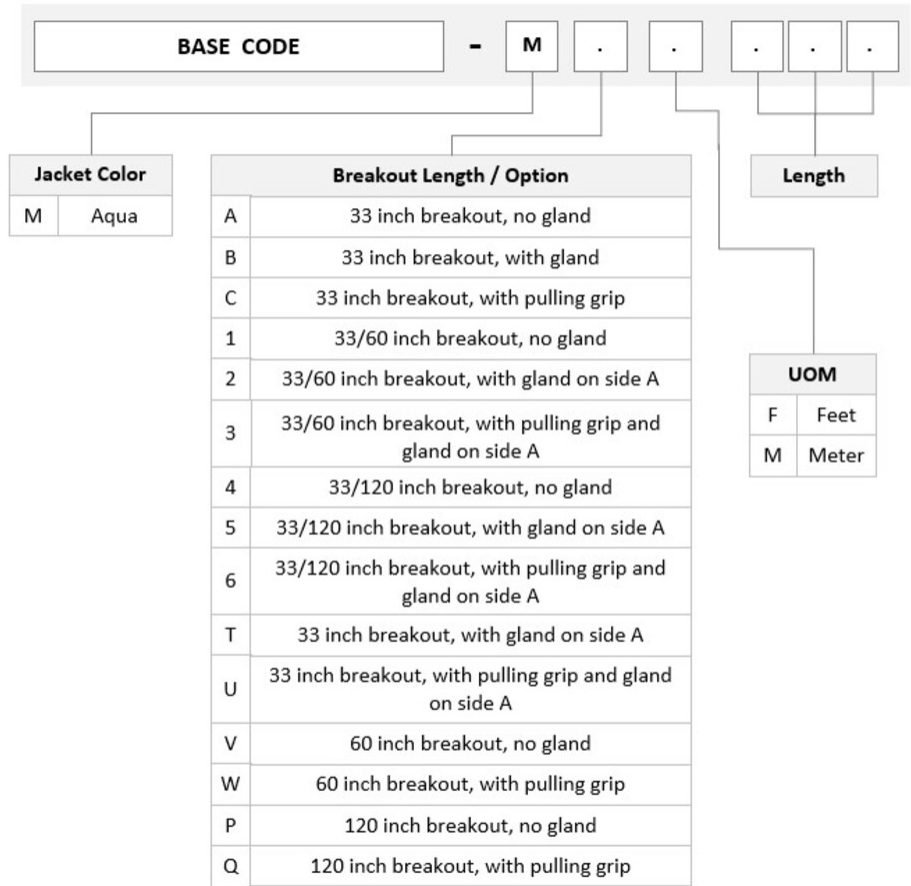 BASE CODE - M . . . . .
Jacket Color
M Aqua
Breakout Length / Option
A 33 inch breakout, no gland
B 33 inch breakout, with gland
C 33 inch breakout, with pulling grip
1 33/60 inch breakout, no gland
2 33/60 inch breakout, with gland on side A
3 33/60 inch breakout, with pulling grip and
gland on side A
4 33/120 inch breakout, no gland
5 33/120 inch breakout, with gland on side A
6 33/120 inch breakout, with pulling grip and
gland on side A
T 33 inch breakout, with gland on side A
U 33 inch breakout, with pulling grip and gland
on side A
V 60 inch breakout, no gland
W 60 inch breakout, with pulling grip
P 120 inch breakout, no gland
Q 120 inch breakout, with pulling grip
Length
UOM
F Feet
M Meter